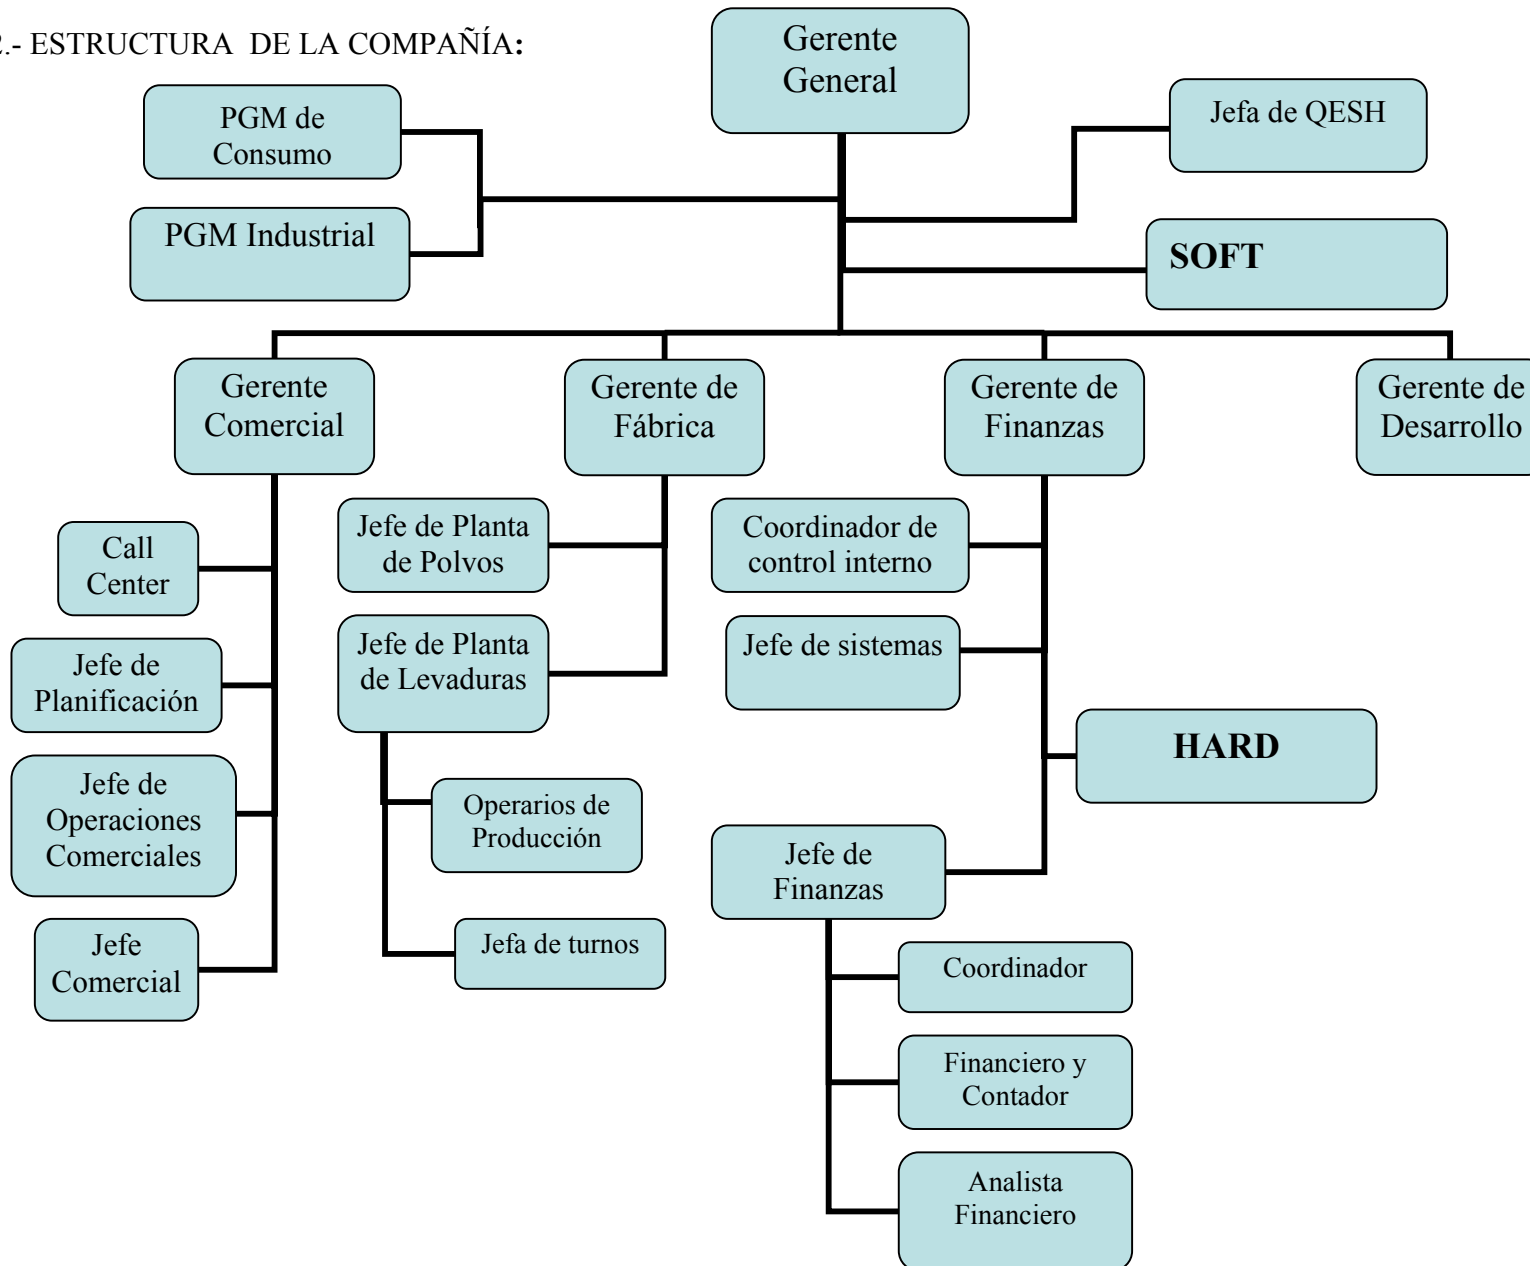 2.- ESTRUCTURA DE LA COMPAÑÍA:
Gerente
General
PGM de
Consumo
Jefa de QESH
PGM Industrial
SOFT
Gerente
Comercial
Gerente de
Fábrica
Gerente de
Finanzas
Gerente de
Desarrollo
Call
Center
Jefe de
Planificación
Jefe de
Operaciones
Comerciales
Jefe
Comercial
Jefe de Planta
de Polvos
Jefe de Planta
de Levaduras
Operarios de
Producción
Jefa de turnos
Coordinador de
control interno
Jefe de sistemas
HARD
Jefe de
Finanzas
Coordinador
Financiero y
Contador
Analista
Financiero